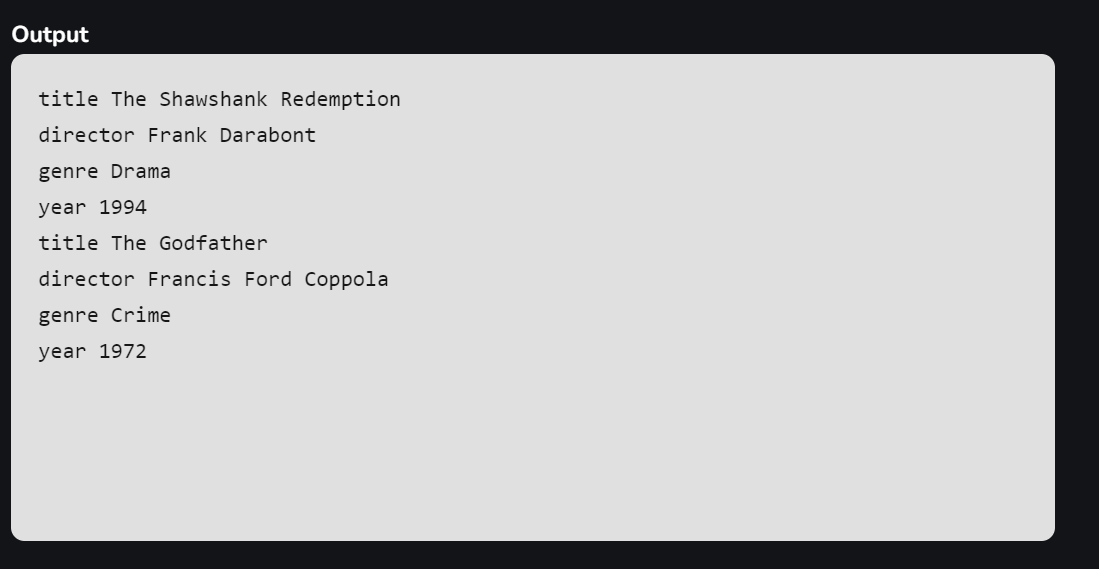 Output
title The Shawshank Redemption
director Frank Darabont
genre Drama
year 1994
title The Godfather
director Francis Ford Coppola
genre Crime
year 1972